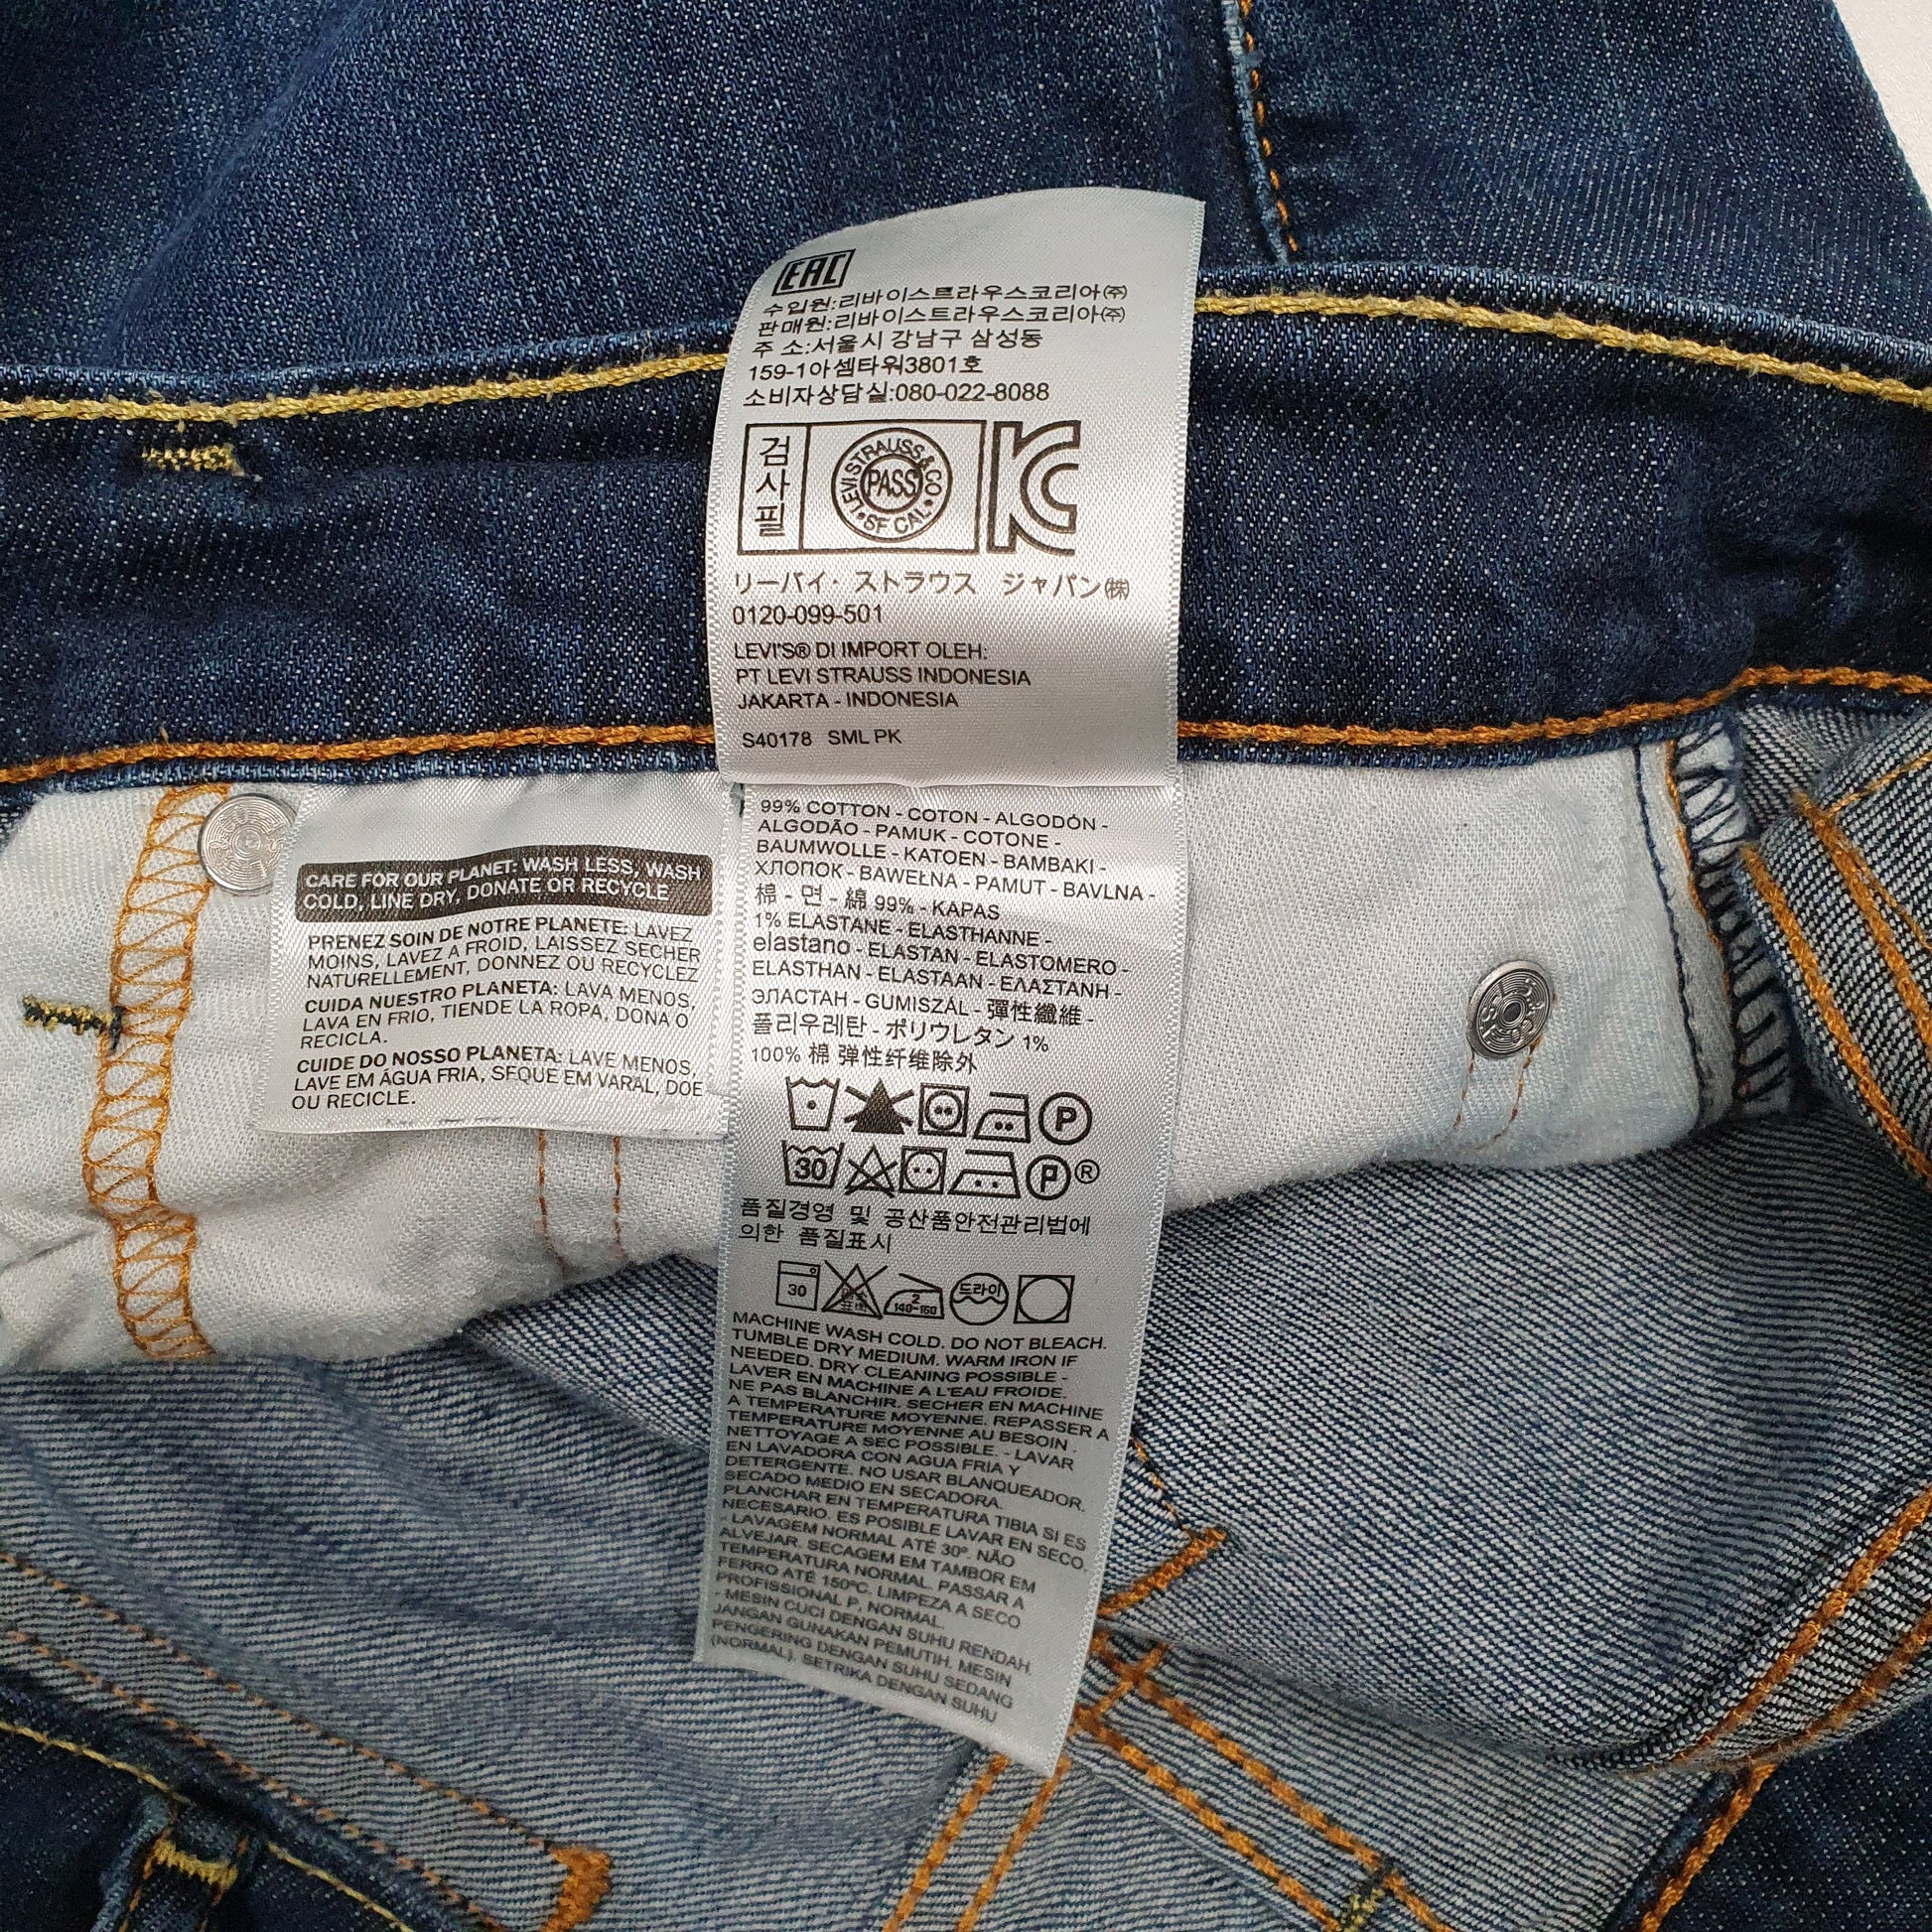 EAC
수입원:리바이스트라우스코리아㈜
판매원:리바이스트라우스코리아㈜
주 소:서울시 강남구 삼성동
159-1아셈타워3801호
소비자상담실:080-022-8088
검
사
필
LEVI STRAUSS & CO
PASS
SF CAL
KC
リーバイ・ストラウス ジャパン㈱
0120-099-501
LEVI'S® DI IMPORT OLEH:
PT LEVI STRAUSS INDONESIA
JAKARTA - INDONESIA
S40178 SML PK
CARE FOR OUR PLANET: WASH LESS, WASH
COLD, LINE DRY, DONATE OR RECYCLE
PRENEZ SOIN DE NOTRE PLANETE: LAVEZ
MOINS, LAVEZ A FROID, LAISSEZ SECHER
NATURELLEMENT, DONNEZ OU RECYCLEZ
CUIDA NUESTRO PLANETA: LAVA MENOS,
LAVA EN FRIO, TIENDE LA ROPA, DONA O
RECICLA.
CUIDE DO NOSSO PLANETA: LAVE MENOS,
LAVE EM ÁGUA FRIA, SEQUE EM VARAL, DOE
OU RECICLE.
99% COTTON - COTON - ALGODÓN -
ALGODÃO - PAMUK - COTONE -
BAUMWOLLE - KATOEN - BAMBAKI -
ХЛОПОК - BAWEŁNA - PAMUT - BAVLNA -
棉 - 면 - 綿 99% - KAPAS
1% ELASTANE - ELASTHANNE -
elastano - ELASTAN - ELASTOMERO -
ELASTHAN - ELASTAAN - ΕΛΑΣΤΑΝΗ -
ЭЛАСТАН - GUMISZÁL - 彈性纖維 -
폴리우레탄 - ポリウレタン 1%
100% 棉 弹性纤维除外
P
30 P®
품질경영 및 공산품안전관리법에
의한 품질표시
30 2 140-160 드라이
MACHINE WASH COLD. DO NOT BLEACH.
TUMBLE DRY MEDIUM. WARM IRON IF
NEEDED. DRY CLEANING POSSIBLE -
LAVER EN MACHINE A L'EAU FROIDE.
NE PAS BLANCHIR. SECHER EN MACHINE
A TEMPERATURE MOYENNE. REPASSER A
TEMPERATURE MOYENNE AU BESOIN .
NETTOYAGE A SEC POSSIBLE. - LAVAR
EN LAVADORA CON AGUA FRIA Y
DETERGENTE. NO USAR BLANQUEADOR.
SECADO MEDIO EN SECADORA.
PLANCHAR EN TEMPERATURA TIBIA SI ES
NECESARIO. ES POSIBLE LAVAR EN SECO.
- LAVAGEM NORMAL ATÉ 30º. NÃO
ALVEJAR. SECAGEM EM TAMBOR EM
TEMPERATURA NORMAL. PASSAR A
FERRO ATÉ 150ºC. LIMPEZA A SECO
PROFISSIONAL P, NORMAL.
- MESIN CUCI DENGAN SUHU RENDAH.
JANGAN GUNAKAN PEMUTIH. MESIN
PENGERING DENGAN SUHU SEDANG
(NORMAL). SETRIKA DENGAN SUHU